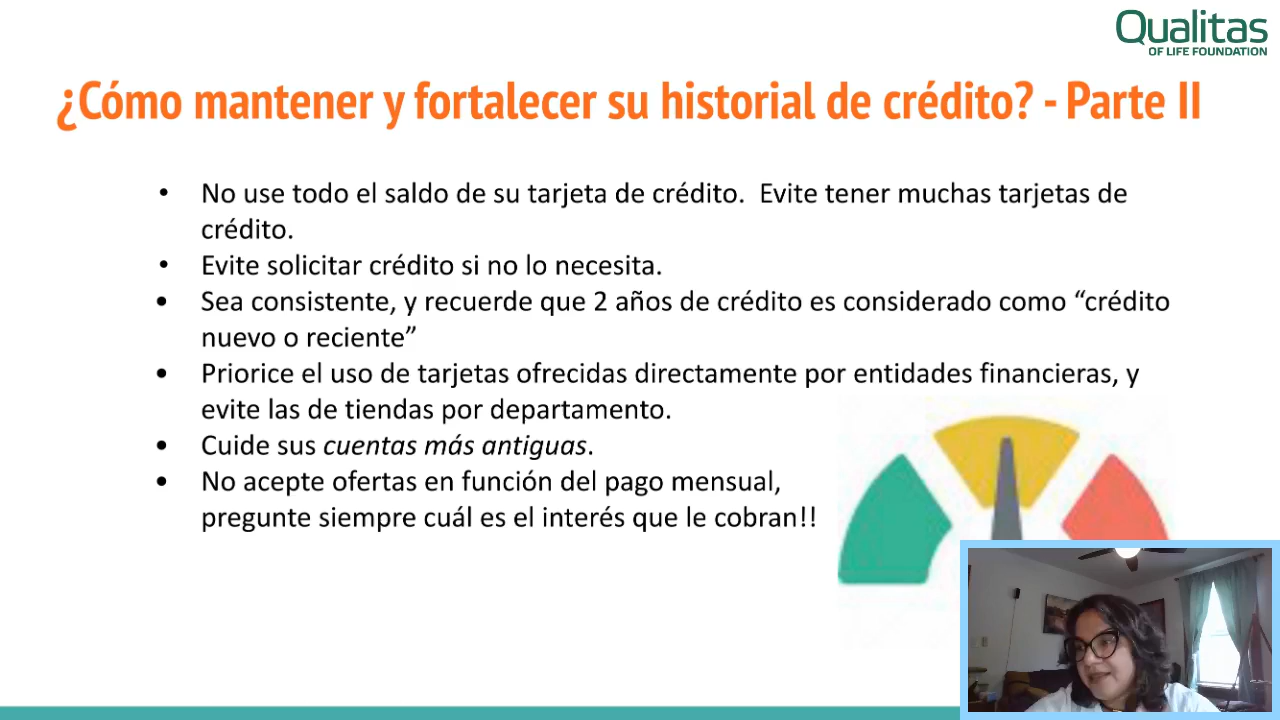 Qualitas
OF LIFE FOUNDATION
¿Cómo mantener y fortalecer su historial de crédito? - Parte II
• No use todo el saldo de su tarjeta de crédito.  Evite tener muchas tarjetas de
crédito.
• Evite solicitar crédito si no lo necesita.
• Sea consistente, y recuerde que 2 años de crédito es considerado como “crédito
nuevo o reciente”
• Priorice el uso de tarjetas ofrecidas directamente por entidades financieras, y
evite las de tiendas por departamento.
• Cuide sus cuentas más antiguas.
• No acepte ofertas en función del pago mensual,
pregunte siempre cuál es el interés que le cobran!!